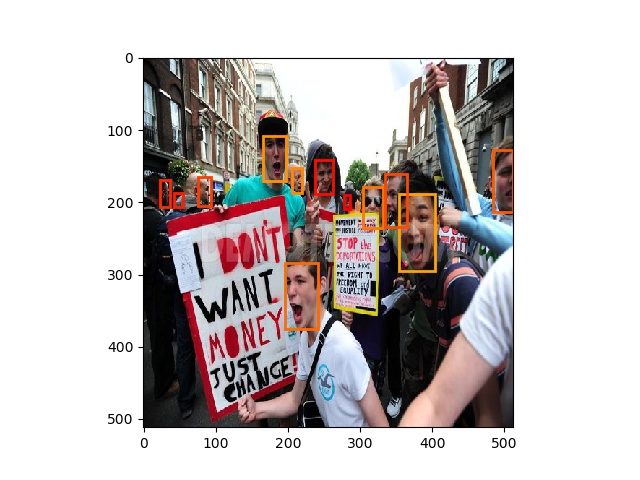 0
100
200
300
400
500
I DON'T
WANT
MONEY
JUST
CHANGE!
MOVEMENT
JUSTICE
STOP the
DEPORTATIONS
WE ALL HAVE
THE RIGHT TO
FREEDOM and
EQUALITY
0
100
200
300
400
500